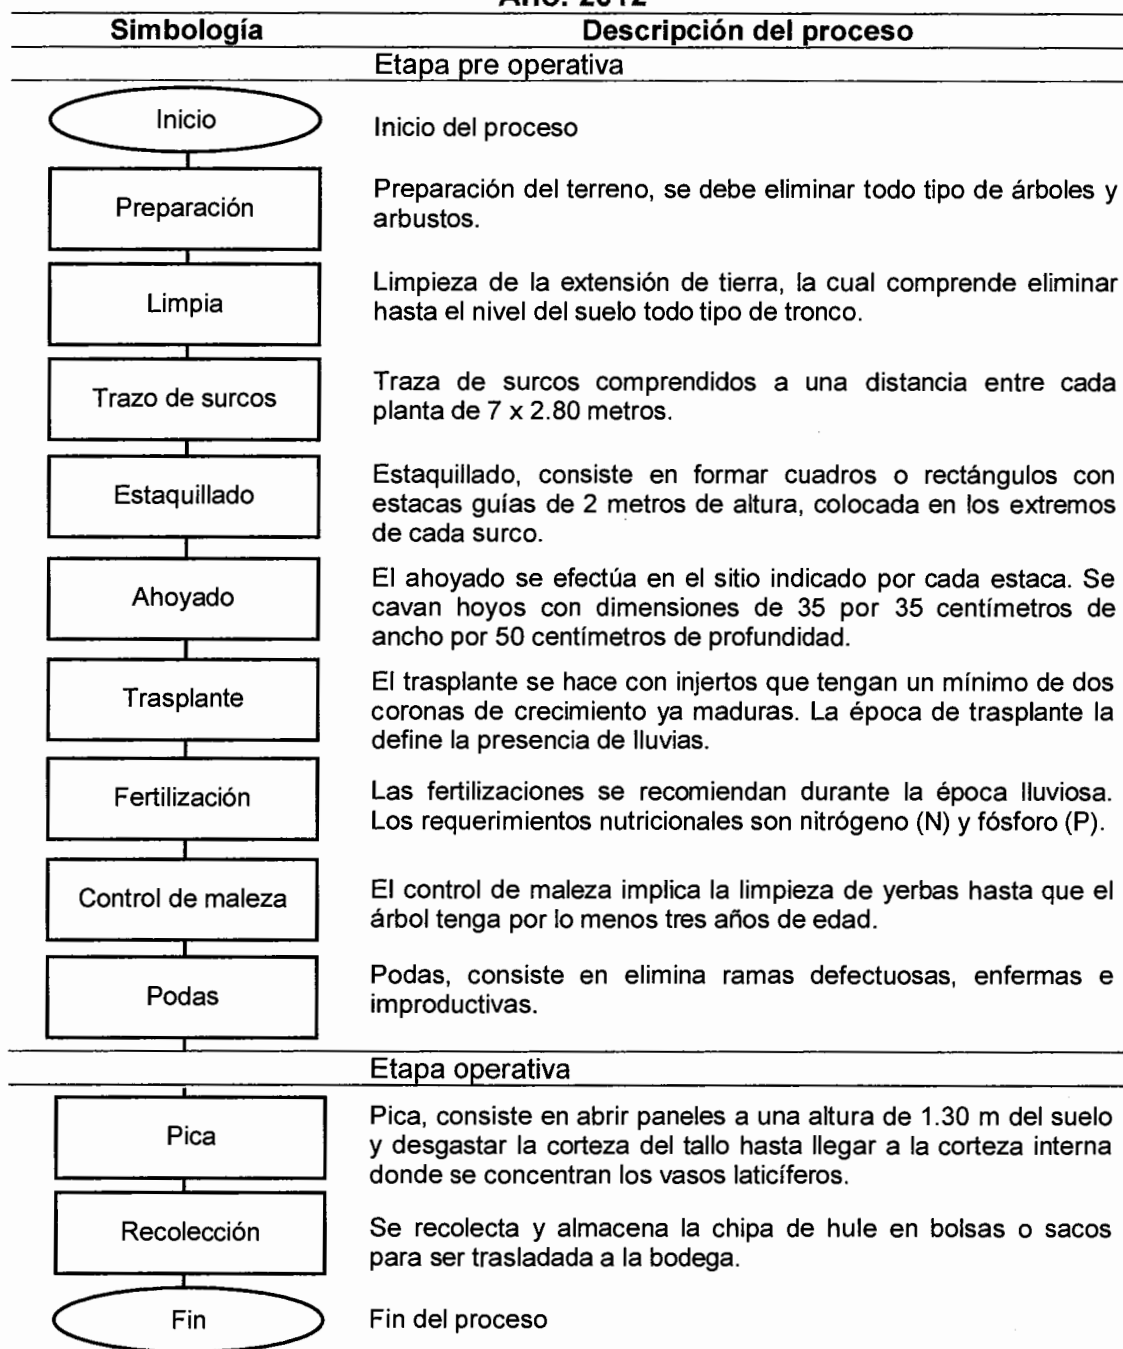 Simbología Descripción del proceso
Etapa pre operativa
Inicio
Inicio del proceso
Preparación
Preparación del terreno, se debe eliminar todo tipo de árboles y
arbustos.
Limpia
Limpieza de la extensión de tierra, la cual comprende eliminar
hasta el nivel del suelo todo tipo de tronco.
Trazo de surcos
Traza de surcos comprendidos a una distancia entre cada
planta de 7 x 2.80 metros.
Estaquillado
Estaquillado, consiste en formar cuadros o rectángulos con
estacas guías de 2 metros de altura, colocada en los extremos
de cada surco.
Ahoyado
El ahoyado se efectúa en el sitio indicado por cada estaca. Se
cavan hoyos con dimensiones de 35 por 35 centímetros de
ancho por 50 centímetros de profundidad.
Trasplante
El trasplante se hace con injertos que tengan un mínimo de dos
coronas de crecimiento ya maduras. La época de trasplante la
define la presencia de lluvias.
Fertilización
Las fertilizaciones se recomiendan durante la época lluviosa.
Los requerimientos nutricionales son nitrógeno (N) y fósforo (P).
Control de maleza
El control de maleza implica la limpieza de yerbas hasta que el
árbol tenga por lo menos tres años de edad.
Podas
Podas, consiste en elimina ramas defectuosas, enfermas e
improductivas.
Etapa operativa
Pica
Pica, consiste en abrir paneles a una altura de 1.30 m del suelo
y desgastar la corteza del tallo hasta llegar a la corteza interna
donde se concentran los vasos laticíferos.
Recolección
Se recolecta y almacena la chipa de hule en bolsas o sacos
para ser trasladada a la bodega.
Fin
Fin del proceso